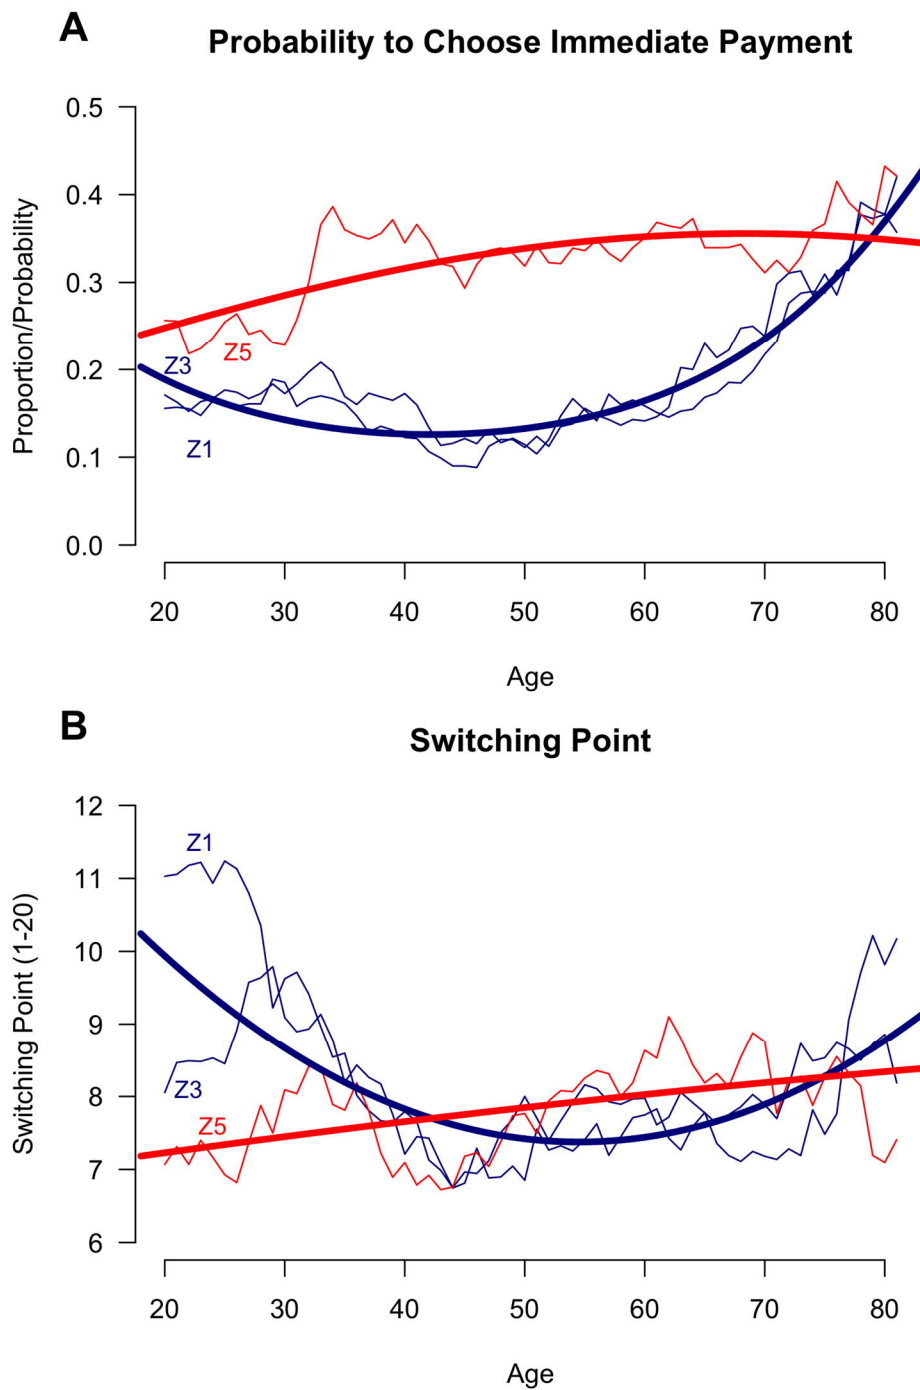 A
Probability to Choose Immediate Payment
Proportion/Probability
0.5
0.4
0.3
0.2
0.1
0.0
Z3
Z5
Z1
20 30 40 50 60 70 80
Age
B
Switching Point
Switching Point (1-20)
12
11
10
9
8
7
6
Z1
Z3
Z5
20 30 40 50 60 70 80
Age